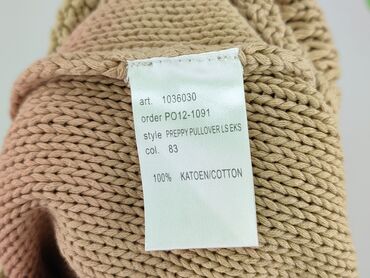 art. 1036030
order PO12-1091
style PREPPY PULLOVER LS EKS
col. 83
100% KATOEN/COTTON